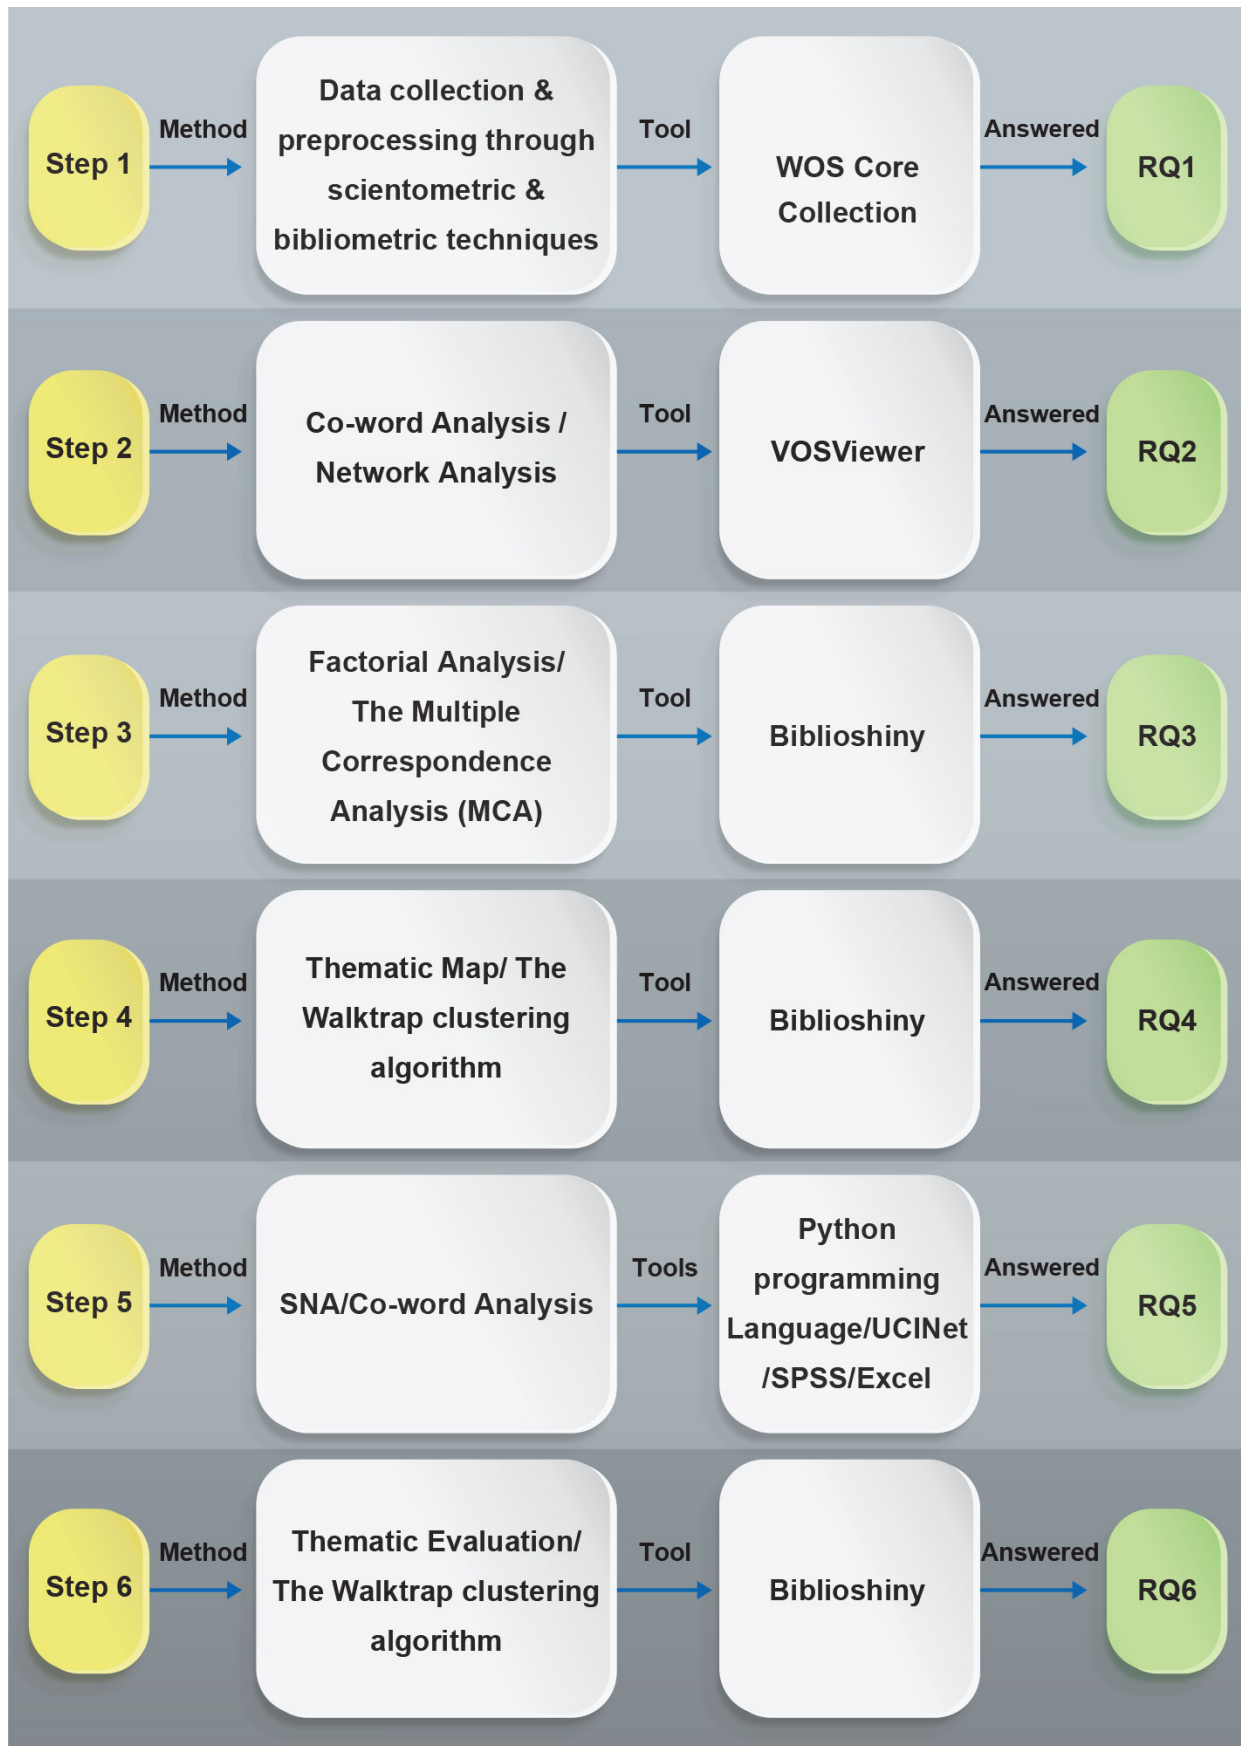 Step 1
Method
Data collection &
preprocessing through
scientometric &
bibliometric techniques
Tool
WOS Core
Collection
Answered
RQ1
Step 2
Method
Co-word Analysis /
Network Analysis
Tool
VOSViewer
Answered
RQ2
Step 3
Method
Factorial Analysis/
The Multiple
Correspondence
Analysis (MCA)
Tool
Biblioshiny
Answered
RQ3
Step 4
Method
Thematic Map/ The
Walktrap clustering
algorithm
Tool
Biblioshiny
Answered
RQ4
Step 5
Method
SNA/Co-word Analysis
Tools
Python
programming
Language/UCINet
/SPSS/Excel
Answered
RQ5
Step 6
Method
Thematic Evaluation/
The Walktrap clustering
algorithm
Tool
Biblioshiny
Answered
RQ6